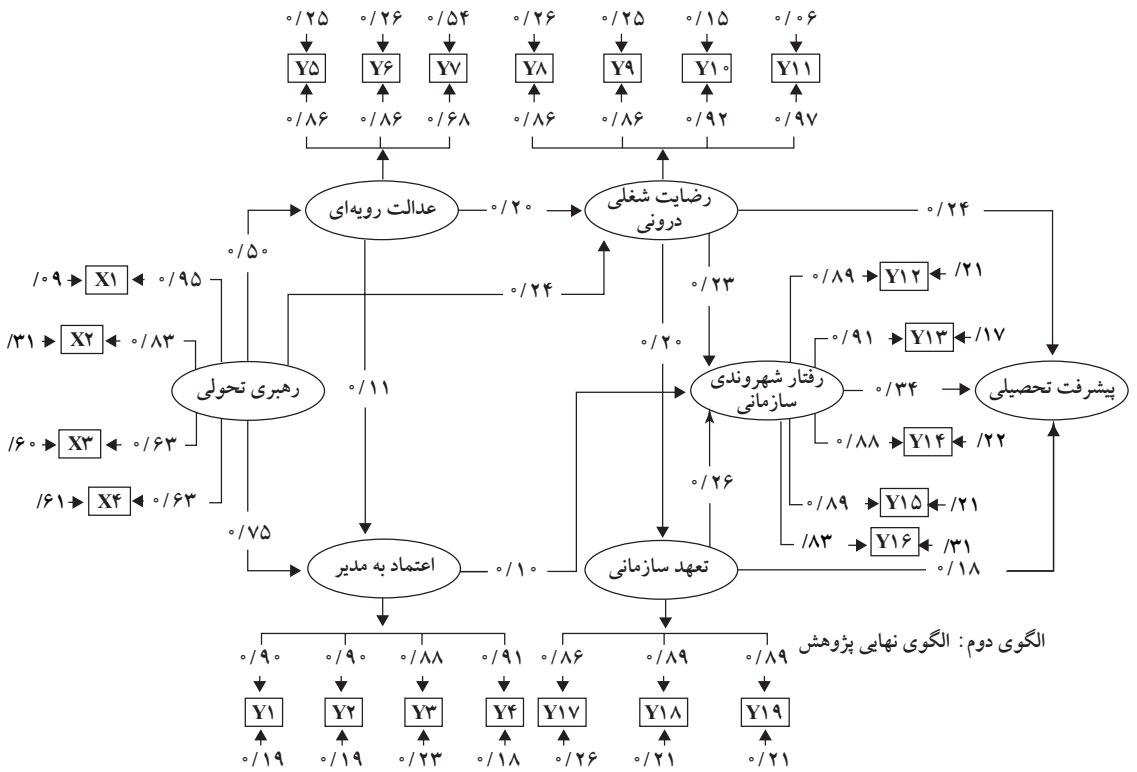 ۰/۲۵ ۰/۲۶ ۰/۵۴ ۰/۲۶ ۰/۲۵ ۰/۱۵ ۰/۰۶
Y۵ Y۶ Y۷ Y۸ Y۹ Y۱۰ Y۱۱
۰/۸۶ ۰/۸۶ ۰/۶۸ ۰/۸۶ ۰/۸۶ ۰/۹۲ ۰/۹۷
عدالت رویه‌ای
۰/۲۰
رضایت شغلی
درونی
۰/۲۴
۰/۵۰
/۰۹ X۱ ۰/۹۵
۰/۲۴
۰/۲۳
۰/۸۹ Y۱۲ /۲۱
/۳۱ X۲ ۰/۸۳
۰/۲۰
۰/۹۱ Y۱۳ /۱۷
رهبری تحولی
۰/۱۱
رفتار شهروندی
سازمانی
۰/۳۴
پیشرفت تحصیلی
/۶۰ X۳ ۰/۶۳
۰/۸۸ Y۱۴ /۲۲
/۶۱ X۴ ۰/۶۳
۰/۲۶
۰/۸۹ Y۱۵ /۲۱
۰/۷۵
/۸۳ Y۱۶ /۳۱
اعتماد به مدیر
۰/۱۰
تعهد سازمانی
۰/۱۸
الگوی دوم: الگوی نهایی پژوهش
۰/۹۰ ۰/۹۰ ۰/۸۸ ۰/۹۱ ۰/۸۶ ۰/۸۹ ۰/۸۹
Y۱ Y۲ Y۳ Y۴ Y۱۷ Y۱۸ Y۱۹
۰/۱۹ ۰/۱۹ ۰/۲۳ ۰/۱۸ ۰/۲۶ ۰/۲۱ ۰/۲۱